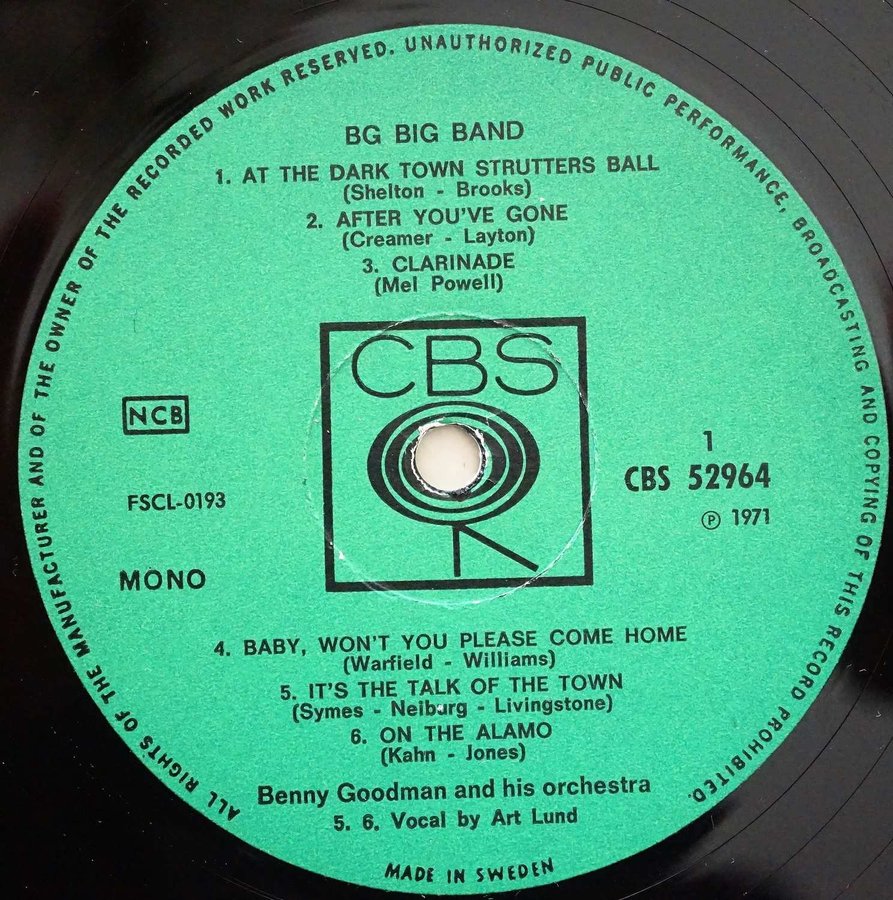 ALL RIGHTS OF THE MANUFACTURER AND OF THE OWNER OF THE RECORDED WORK RESERVED. UNAUTHORIZED PUBLIC PERFORMANCE, BROADCASTING AND COPYING OF THIS RECORD PROHIBITED.
BG BIG BAND
1. AT THE DARK TOWN STRUTTERS BALL
(Shelton - Brooks)
2. AFTER YOU'VE GONE
(Creamer - Layton)
3. CLARINADE
(Mel Powell)
CBS
NCB
1
CBS 52964
FSCL-0193
℗ 1971
MONO
4. BABY, WON'T YOU PLEASE COME HOME
(Warfield - Williams)
5. IT'S THE TALK OF THE TOWN
(Symes - Neiburg - Livingstone)
6. ON THE ALAMO
(Kahn - Jones)
Benny Goodman and his orchestra
5. 6. Vocal by Art Lund
MADE IN SWEDEN